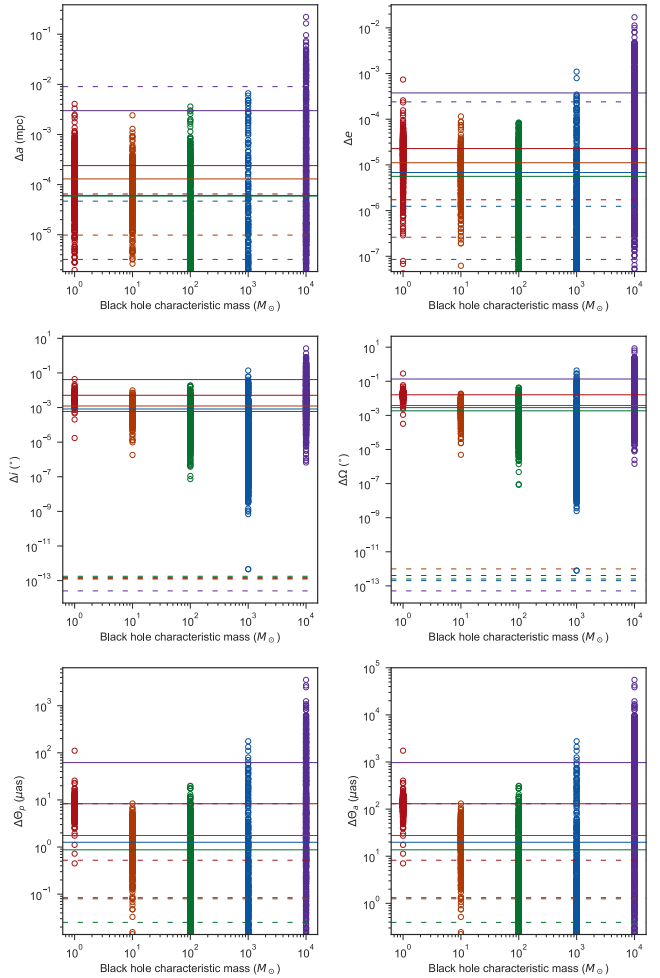 10⁻¹ 10⁻² 10⁻³ 10⁻⁴ 10⁻⁵
Δa (mpc)
10⁰ 10¹ 10² 10³ 10⁴
Black hole characteristic mass (M⊙)
10⁻² 10⁻³ 10⁻⁴ 10⁻⁵ 10⁻⁶ 10⁻⁷
Δe
10⁰ 10¹ 10² 10³ 10⁴
Black hole characteristic mass (M⊙)
10¹ 10⁻¹ 10⁻³ 10⁻⁵ 10⁻⁷ 10⁻⁹ 10⁻¹¹ 10⁻¹³
Δi (°)
10⁰ 10¹ 10² 10³ 10⁴
Black hole characteristic mass (M⊙)
10¹ 10⁻¹ 10⁻³ 10⁻⁵ 10⁻⁷ 10⁻⁹ 10⁻¹¹ 10⁻¹³
ΔΩ (°)
10⁰ 10¹ 10² 10³ 10⁴
Black hole characteristic mass (M⊙)
10³ 10² 10¹ 10⁰ 10⁻¹
ΔΘₚ (μas)
10⁰ 10¹ 10² 10³ 10⁴
Black hole characteristic mass (M⊙)
10⁵ 10⁴ 10³ 10² 10¹ 10⁰
ΔΘₐ (μas)
10⁰ 10¹ 10² 10³ 10⁴
Black hole characteristic mass (M⊙)